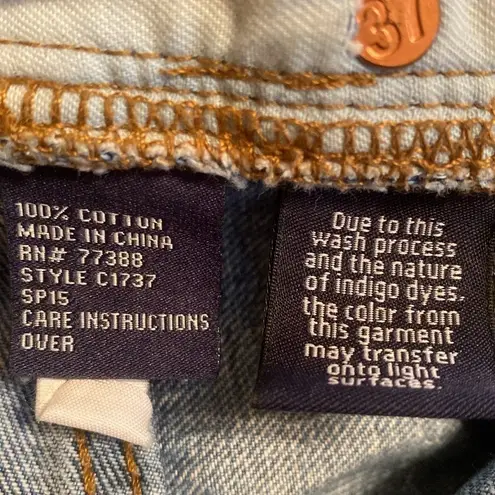 37
100% COTTON
MADE IN CHINA
RN# 77388
STYLE C1737
SP15
CARE INSTRUCTIONS
OVER
Due to this
wash process
and the nature
of indigo dyes,
the color from
this garment
may transfer
onto light
surfaces.